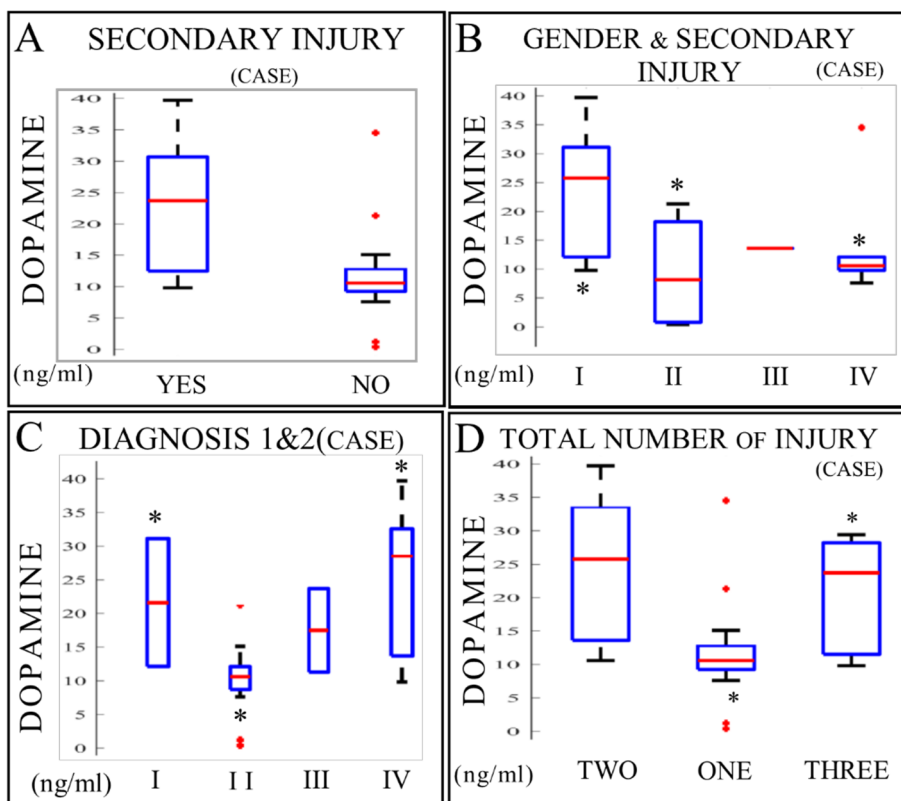 A SECONDARY INJURY
(CASE)
DOPAMINE
40
35
30
25
20
15
10
5
0
(ng/ml)
YES NO
B GENDER & SECONDARY
INJURY (CASE)
DOPAMINE
40
35
30
25
20
15
10
5
0
(ng/ml)
I II III IV
* * *
C DIAGNOSIS 1&2(CASE)
DOPAMINE
40
35
30
25
20
15
10
5
0
(ng/ml)
I I I III IV
* * *
D TOTAL NUMBER OF INJURY
(CASE)
DOPAMINE
40
35
30
25
20
15
10
5
0
(ng/ml)
TWO ONE THREE
* *